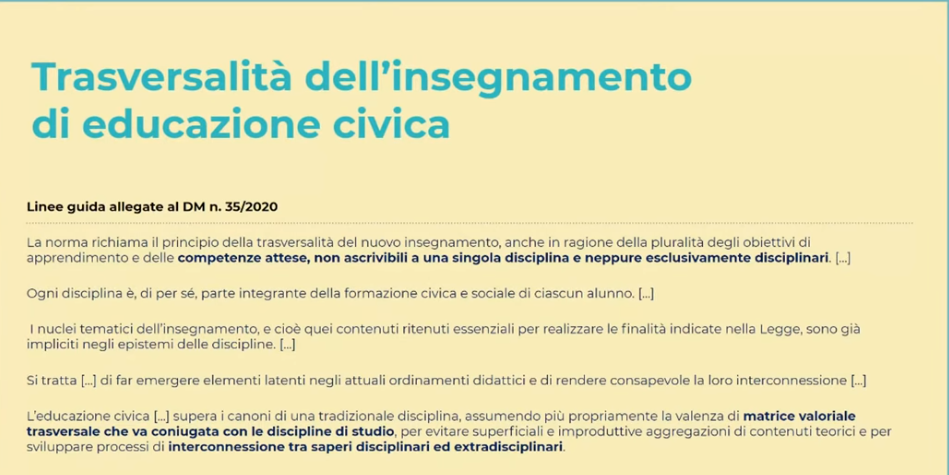 Trasversalità dell’insegnamento
di educazione civica
Linee guida allegate al DM n. 35/2020
La norma richiama il principio della trasversalità del nuovo insegnamento, anche in ragione della pluralità degli obiettivi di
apprendimento e delle competenze attese, non ascrivibili a una singola disciplina e neppure esclusivamente disciplinari. [...]
Ogni disciplina è, di per sé, parte integrante della formazione civica e sociale di ciascun alunno. [...]
I nuclei tematici dell’insegnamento, e cioè quei contenuti ritenuti essenziali per realizzare le finalità indicate nella Legge, sono già
impliciti negli epistemi delle discipline. [...]
Si tratta [...] di far emergere elementi latenti negli attuali ordinamenti didattici e di rendere consapevole la loro interconnessione [...]
L’educazione civica [...] supera i canoni di una tradizionale disciplina, assumendo più propriamente la valenza di matrice valoriale
trasversale che va coniugata con le discipline di studio, per evitare superficiali e improduttive aggregazioni di contenuti teorici e per
sviluppare processi di interconnessione tra saperi disciplinari ed extradisciplinari.